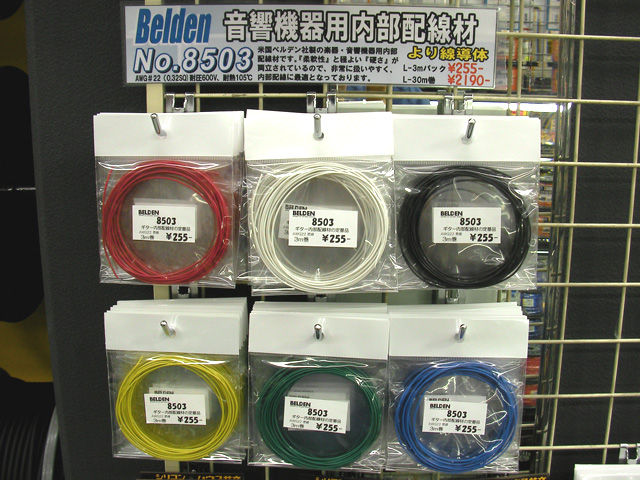 Belden 音響機器用内部配線材
No.8503
米国ベルデン社製の楽器・音響機器用内部
配線材です。『柔軟性』と程よい『硬さ』が
両立されているので、非常に扱いやすく、
内部配線に最適となっております。
AWG#22 (0.32SQ) 耐圧600V、耐熱105℃
より線導体
L-3mパック ¥255-
L-30m巻 ¥2190-
BELDEN
8503
ギター内部配線材の定番品
AWG22 単線
3m巻 ¥255-
BELDEN
BELDEN
8503
ギター内部配線材の定番品
3m巻 ¥255-
BELDEN
8503
ギター内部配線材の定番品
3m巻 ¥255-
BELDEN
8503
ギター内部配線材の定番品
3m巻 ¥255-
BELDEN
8503
ギター内部配線材の定番品
3m巻 ¥255-
BELDEN
8503
ギター内部配線材の定番品
3m巻 ¥255-